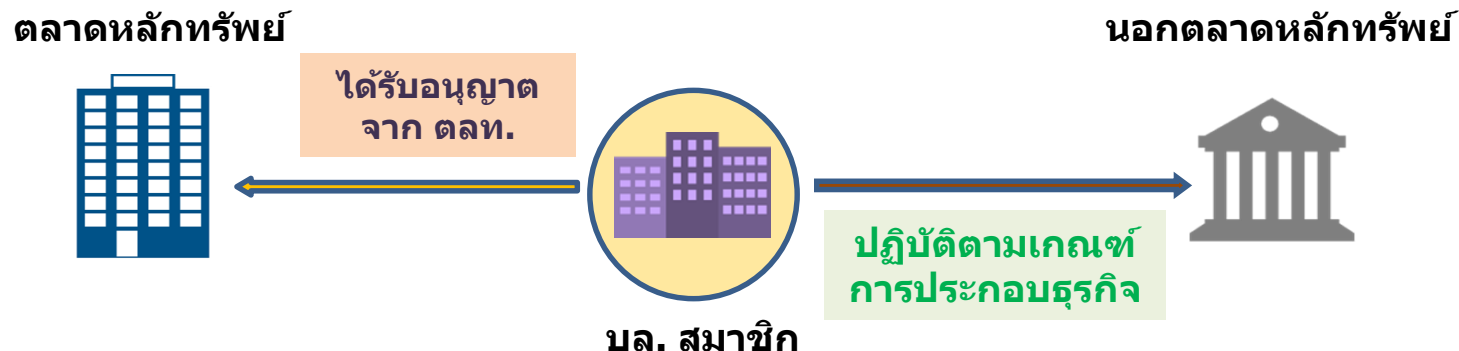 ตลาดหลักทรัพย์
นอกตลาดหลักทรัพย์
ได้รับอนุญาต
จาก ตลท.
ปฏิบัติตามเกณฑ์
การประกอบธุรกิจ
บล. สมาชิก